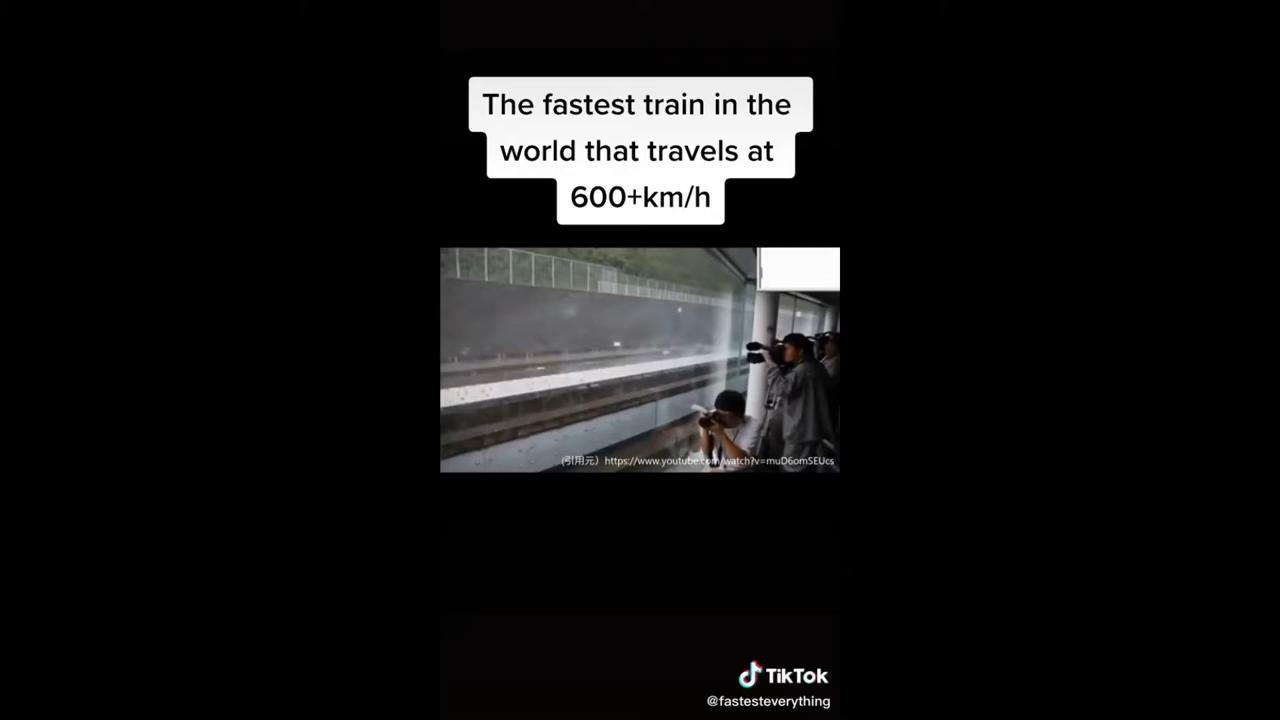 The fastest train in the
world that travels at
600+km/h
(引用元）https://www.youtube.com/watch?v=muD6omSEUcs
TikTok
@fastesteverything